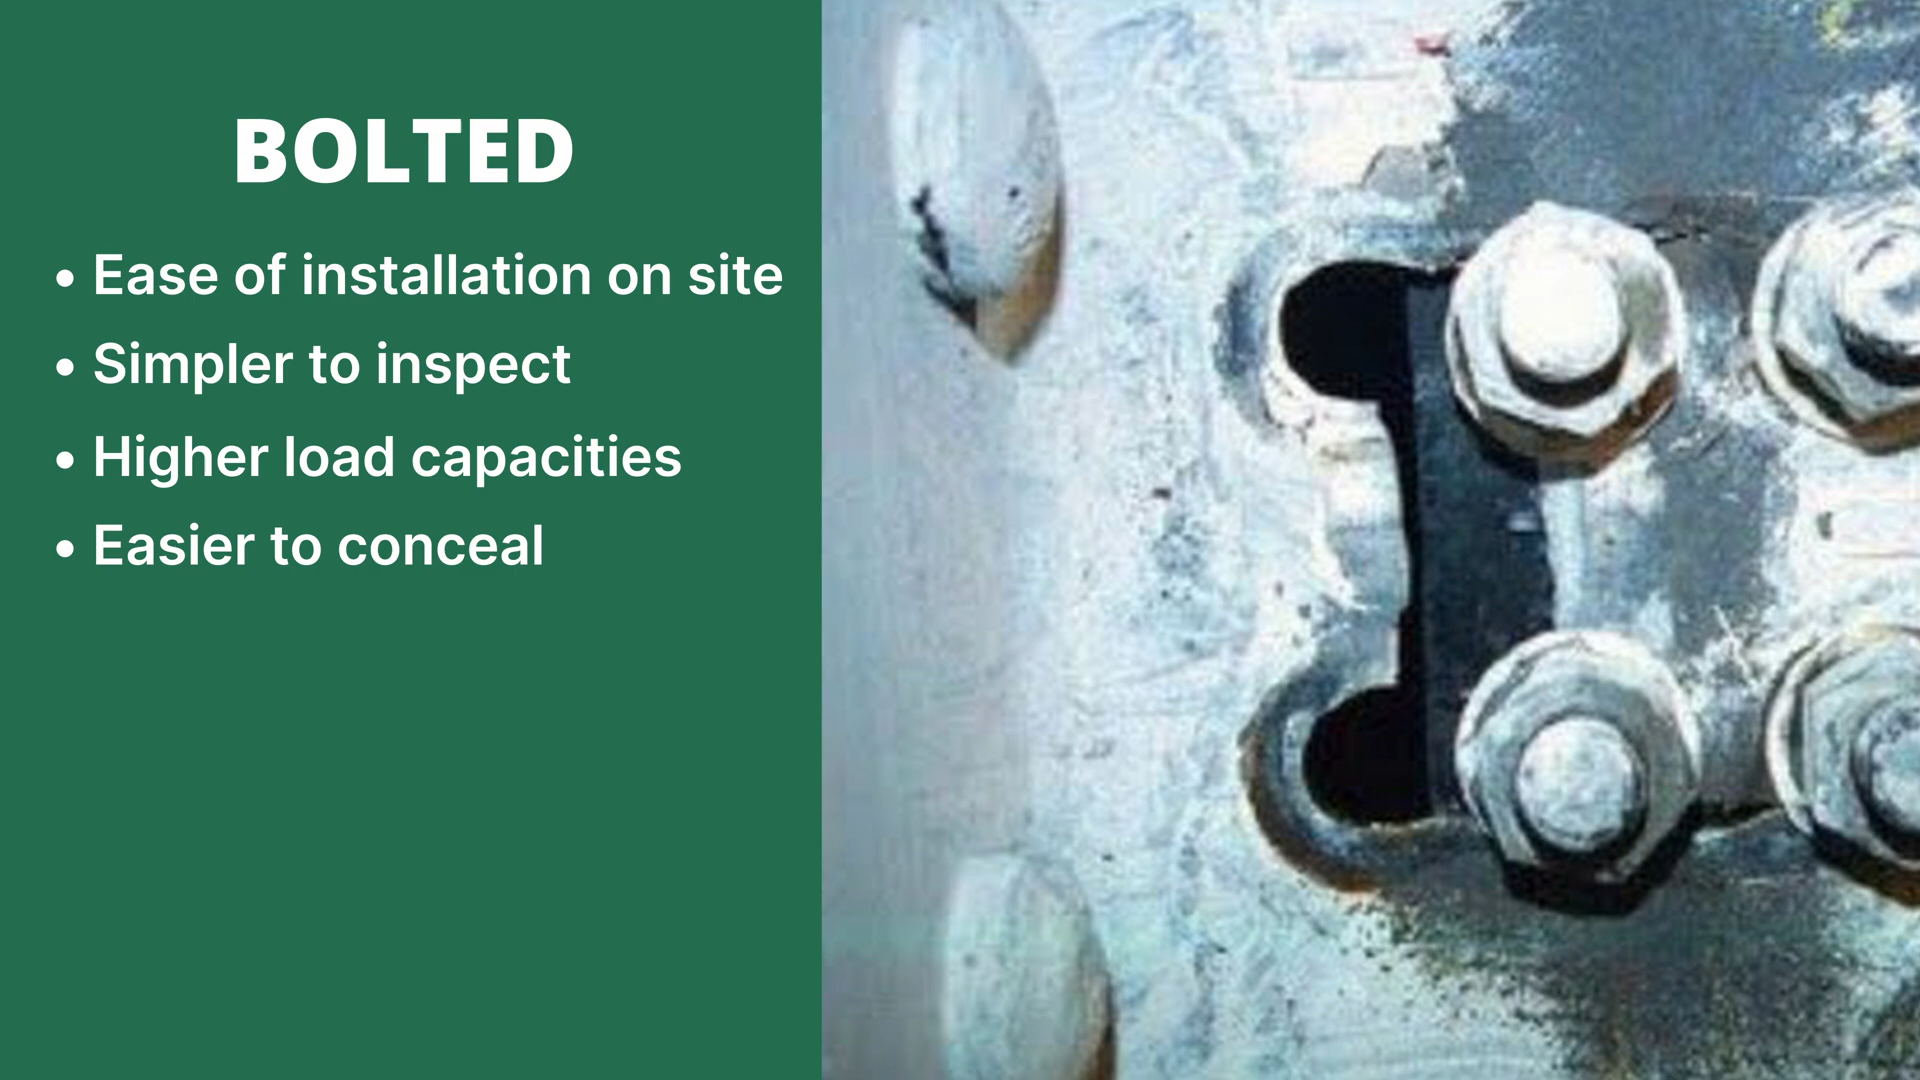 BOLTED
• Ease of installation on site
• Simpler to inspect
• Higher load capacities
• Easier to conceal